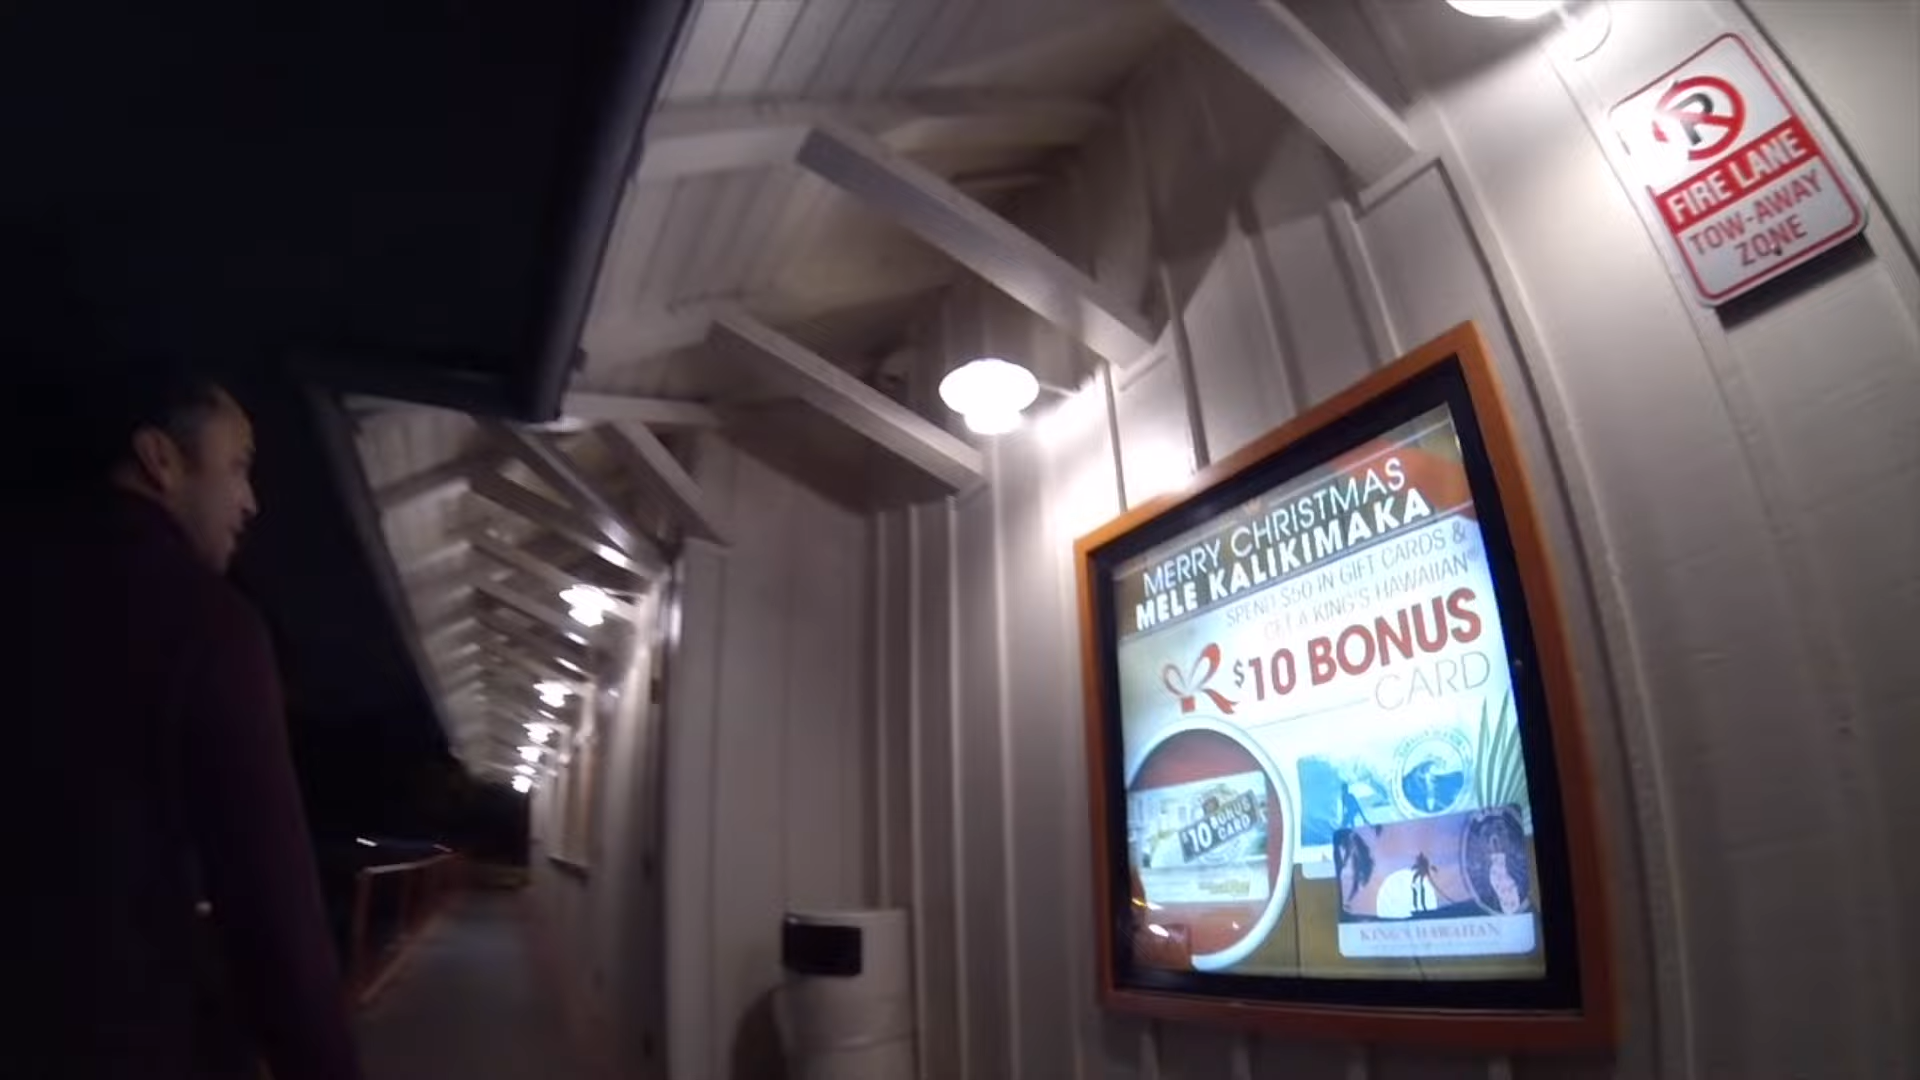 FIRE LANE
TOW-AWAY
ZONE
MERRY CHRISTMAS
MELE KALIKIMAKA
SPEND $50 IN GIFT CARDS &
GET A KING'S HAWAIIAN®
$10 BONUS
CARD
$10 BONUS
CARD
KING'S HAWAIIAN